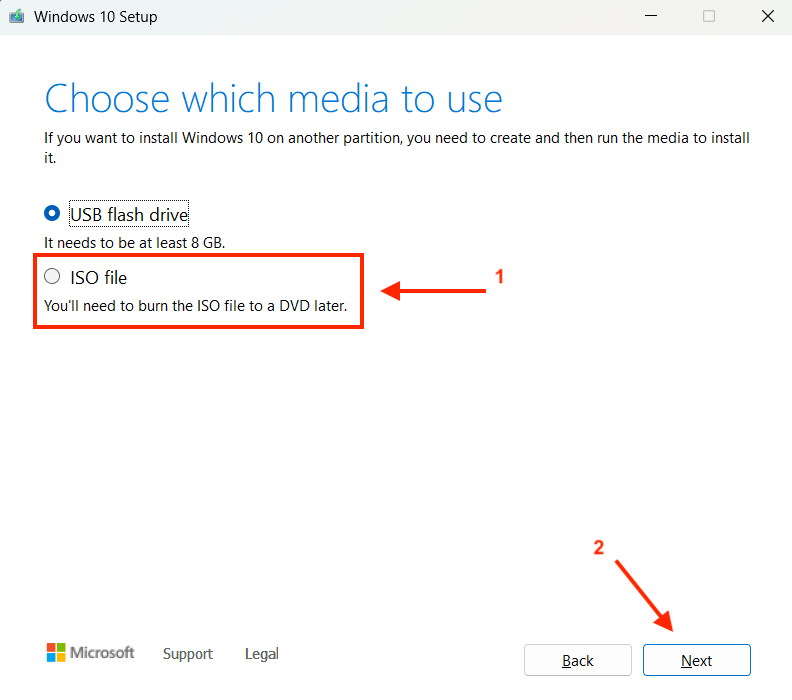 Windows 10 Setup
Choose which media to use
If you want to install Windows 10 on another partition, you need to create and then run the media to install
it.
USB flash drive
It needs to be at least 8 GB.
ISO file
You'll need to burn the ISO file to a DVD later.
1
2
Microsoft Support Legal Back Next